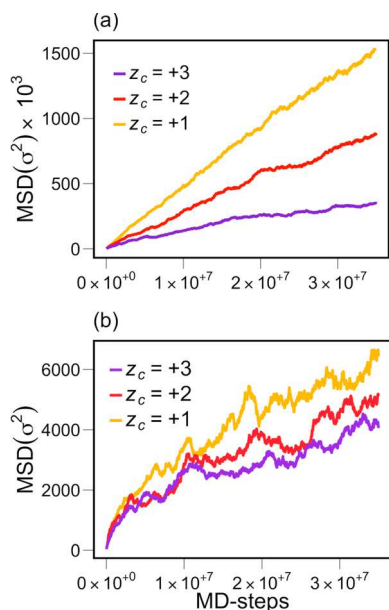 (a)
1500
1000
500
0
MSD(σ²) × 10³
z_c = +3
z_c = +2
z_c = +1
0×10⁺⁰ 1×10⁺⁷ 2×10⁺⁷ 3×10⁺⁷
(b)
6000
4000
2000
0
MSD(σ²)
z_c = +3
z_c = +2
z_c = +1
0×10⁺⁰ 1×10⁺⁷ 2×10⁺⁷ 3×10⁺⁷
MD-steps